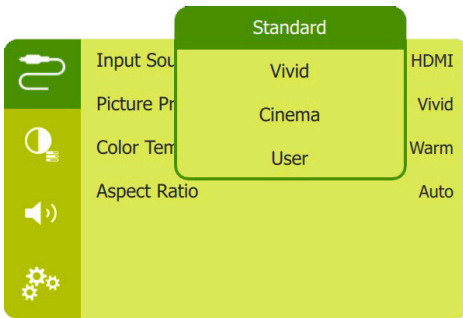 Standard
Vivid
Cinema
User
Input Sou
HDMI
Picture Pr
Vivid
Color Tem
Warm
Aspect Ratio
Auto